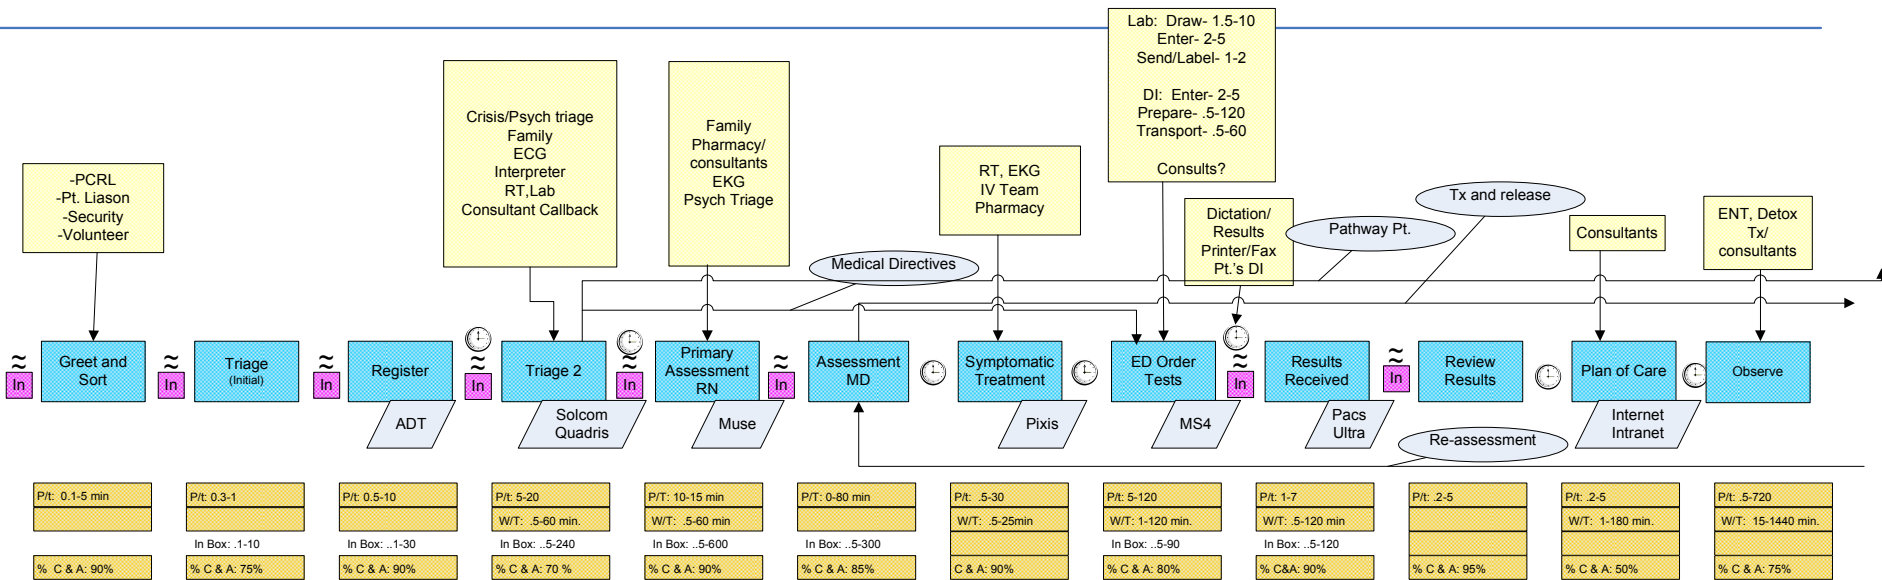 Lab: Draw- 1.5-10
Enter- 2-5
Send/Label- 1-2
DI: Enter- 2-5
Prepare- .5-120
Transport- .5-60
Consults?
Crisis/Psych triage
Family
ECG
Interpreter
RT,Lab
Consultant Callback
Family
Pharmacy/
consultants
EKG
Psych Triage
-PCRL
-Pt. Liason
-Security
-Volunteer
RT, EKG
IV Team
Pharmacy
Dictation/
Results
Printer/Fax
Pt.'s DI
Tx and release
Pathway Pt.
Consultants
ENT, Detox
Tx/
consultants
Medical Directives
≈
In
Greet and
Sort
≈
In
Triage
(Initial)
≈
In
Register
≈
In
Triage 2
≈
In
Primary
Assessment
RN
≈
In
Assessment
MD
Symptomatic
Treatment
ED Order
Tests
≈
In
Results
Received
≈
In
Review
Results
Plan of Care
Observe
ADT
Solcom
Quadris
Muse
Pixis
MS4
Pacs
Ultra
Internet
Intranet
Re-assessment
P/t: 0.1-5 min
% C & A: 90%
P/t: 0.3-1
In Box: .1-10
% C & A: 75%
P/t: 0.5-10
In Box: ..1-30
% C & A: 90%
P/t: 5-20
W/T: .5-60 min.
In Box: ..5-240
% C & A: 70 %
P/T: 10-15 min
W/T: .5-60 min
In Box: ..5-600
% C & A: 90%
P/T: 0-80 min
In Box: ..5-300
% C & A: 85%
P/t: .5-30
W/T: .5-25min
C & A: 90%
P/t: 5-120
W/T: 1-120 min.
In Box: ..5-90
% C & A: 80%
P/t: 1-7
W/T: .5-120 min
In Box: ..5-120
% C&A: 90%
P/t: .2-5
% C & A: 95%
P/t: .2-5
W/T: 1-180 min.
% C & A: 50%
P/t: .5-720
W/T: 15-1440 min.
% C & A: 75%